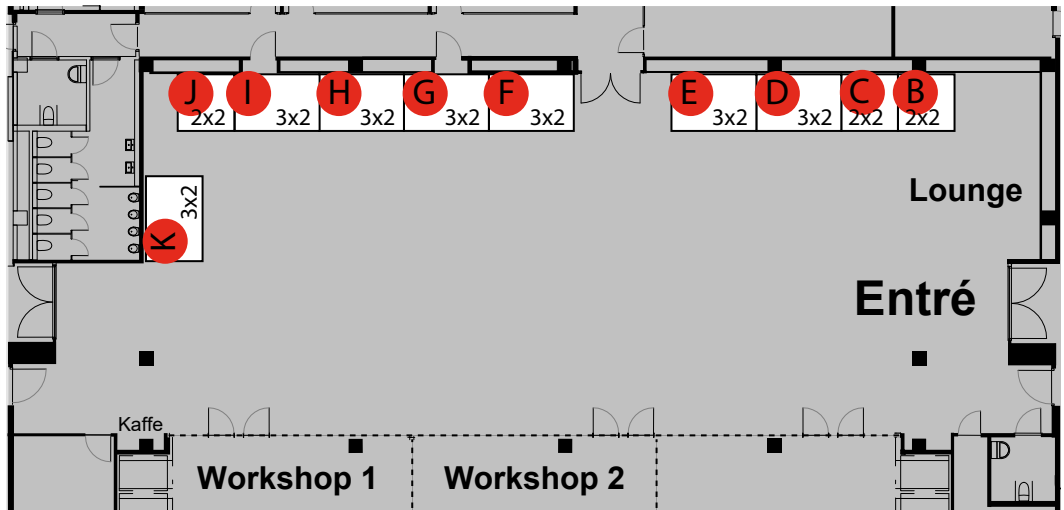 J I H G F E D C B
2x2 3x2 3x2 3x2 3x2 3x2 3x2 2x2 2x2
3x2
K
Lounge
Entré
Kaffe
Workshop 1 Workshop 2